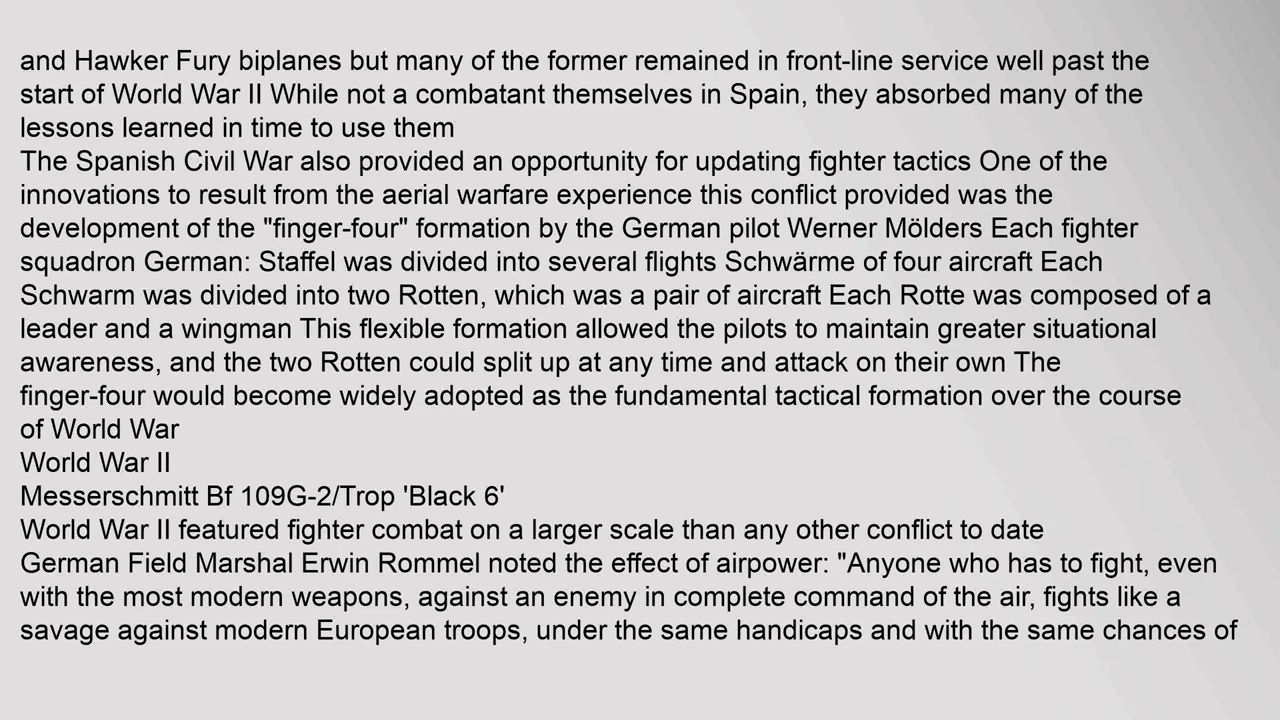 and Hawker Fury biplanes but many of the former remained in front-line service well past the
start of World War II While not a combatant themselves in Spain, they absorbed many of the
lessons learned in time to use them
The Spanish Civil War also provided an opportunity for updating fighter tactics One of the
innovations to result from the aerial warfare experience this conflict provided was the
development of the "finger-four" formation by the German pilot Werner Mölders Each fighter
squadron German: Staffel was divided into several flights Schwärme of four aircraft Each
Schwarm was divided into two Rotten, which was a pair of aircraft Each Rotte was composed of a
leader and a wingman This flexible formation allowed the pilots to maintain greater situational
awareness, and the two Rotten could split up at any time and attack on their own The
finger-four would become widely adopted as the fundamental tactical formation over the course
of World War
World War II
Messerschmitt Bf 109G-2/Trop 'Black 6'
World War II featured fighter combat on a larger scale than any other conflict to date
German Field Marshal Erwin Rommel noted the effect of airpower: "Anyone who has to fight, even
with the most modern weapons, against an enemy in complete command of the air, fights like a
savage against modern European troops, under the same handicaps and with the same chances of